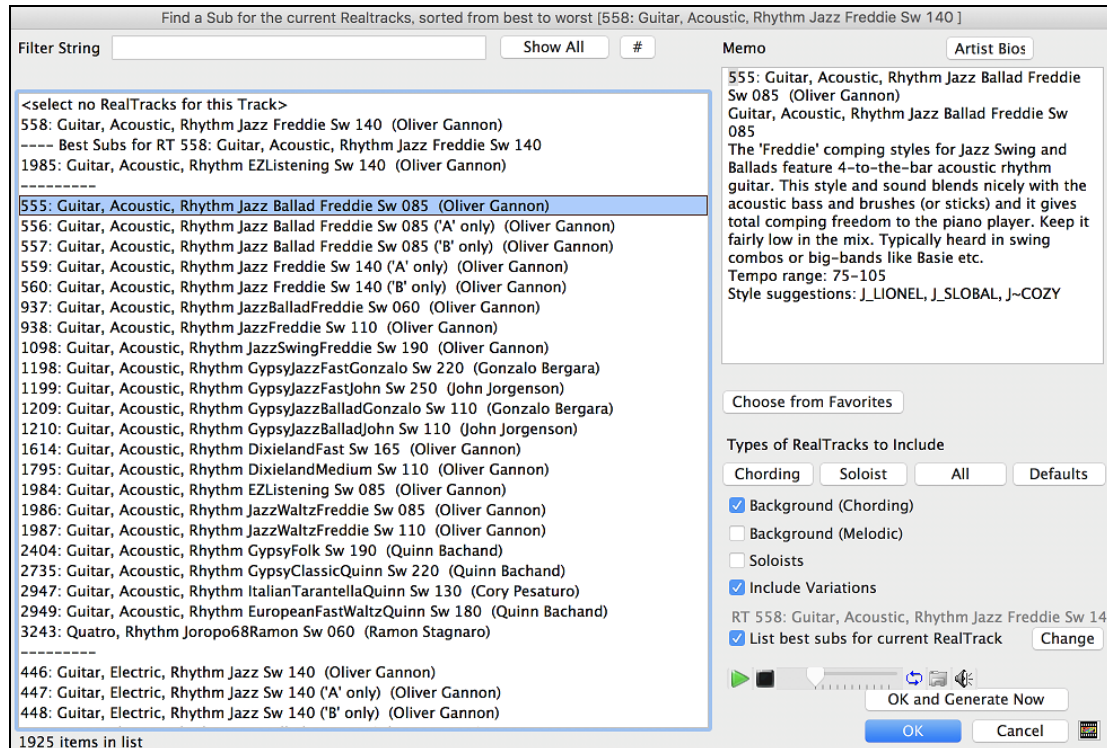 Find a Sub for the current Realtracks, sorted from best to worst [558: Guitar, Acoustic, Rhythm Jazz Freddie Sw 140 ]
Filter String
Show All
#
<select no RealTracks for this Track>
558: Guitar, Acoustic, Rhythm Jazz Freddie Sw 140 (Oliver Gannon)
---- Best Subs for RT 558: Guitar, Acoustic, Rhythm Jazz Freddie Sw 140
1985: Guitar, Acoustic, Rhythm EZListening Sw 140 (Oliver Gannon)
---------
555: Guitar, Acoustic, Rhythm Jazz Ballad Freddie Sw 085 (Oliver Gannon)
556: Guitar, Acoustic, Rhythm Jazz Ballad Freddie Sw 085 ('A' only) (Oliver Gannon)
557: Guitar, Acoustic, Rhythm Jazz Ballad Freddie Sw 085 ('B' only) (Oliver Gannon)
559: Guitar, Acoustic, Rhythm Jazz Freddie Sw 140 ('A' only) (Oliver Gannon)
560: Guitar, Acoustic, Rhythm Jazz Freddie Sw 140 ('B' only) (Oliver Gannon)
937: Guitar, Acoustic, Rhythm JazzBalladFreddie Sw 060 (Oliver Gannon)
938: Guitar, Acoustic, Rhythm JazzFreddie Sw 110 (Oliver Gannon)
1098: Guitar, Acoustic, Rhythm JazzSwingFreddie Sw 190 (Oliver Gannon)
1198: Guitar, Acoustic, Rhythm GypsyJazzFastGonzalo Sw 220 (Gonzalo Bergara)
1199: Guitar, Acoustic, Rhythm GypsyJazzFastJohn Sw 250 (John Jorgenson)
1209: Guitar, Acoustic, Rhythm GypsyJazzBalladGonzalo Sw 110 (Gonzalo Bergara)
1210: Guitar, Acoustic, Rhythm GypsyJazzBalladJohn Sw 110 (John Jorgenson)
1614: Guitar, Acoustic, Rhythm DixielandFast Sw 165 (Oliver Gannon)
1795: Guitar, Acoustic, Rhythm DixielandMedium Sw 110 (Oliver Gannon)
1984: Guitar, Acoustic, Rhythm EZListening Sw 085 (Oliver Gannon)
1986: Guitar, Acoustic, Rhythm JazzWaltzFreddie Sw 085 (Oliver Gannon)
1987: Guitar, Acoustic, Rhythm JazzWaltzFreddie Sw 110 (Oliver Gannon)
2404: Guitar, Acoustic, Rhythm GypsyFolk Sw 190 (Quinn Bachand)
2735: Guitar, Acoustic, Rhythm GypsyClassicQuinn Sw 220 (Quinn Bachand)
2947: Guitar, Acoustic, Rhythm ItalianTarantellaQuinn Sw 130 (Cory Pesaturo)
2949: Guitar, Acoustic, Rhythm EuropeanFastWaltzQuinn Sw 180 (Quinn Bachand)
3243: Quatro, Rhythm Joropo68Ramon Sw 060 (Ramon Stagnaro)
---------
446: Guitar, Electric, Rhythm Jazz Sw 140 (Oliver Gannon)
447: Guitar, Electric, Rhythm Jazz Sw 140 ('A' only) (Oliver Gannon)
448: Guitar, Electric, Rhythm Jazz Sw 140 ('B' only) (Oliver Gannon)
1925 items in list
Memo
Artist Bios
555: Guitar, Acoustic, Rhythm Jazz Ballad Freddie
Sw 085 (Oliver Gannon)
Guitar, Acoustic, Rhythm Jazz Ballad Freddie Sw
085
The 'Freddie' comping styles for Jazz Swing and
Ballads feature 4-to-the-bar acoustic rhythm
guitar. This style and sound blends nicely with the
acoustic bass and brushes (or sticks) and it gives
total comping freedom to the piano player. Keep it
fairly low in the mix. Typically heard in swing
combos or big-bands like Basie etc.
Tempo range: 75-105
Style suggestions: J_LIONEL, J_SLOBAL, J~COZY
Choose from Favorites
Types of RealTracks to Include
Chording
Soloist
All
Defaults
Background (Chording)
Background (Melodic)
Soloists
Include Variations
RT 558: Guitar, Acoustic, Rhythm Jazz Freddie Sw 14
List best subs for current RealTrack
Change
OK and Generate Now
OK
Cancel